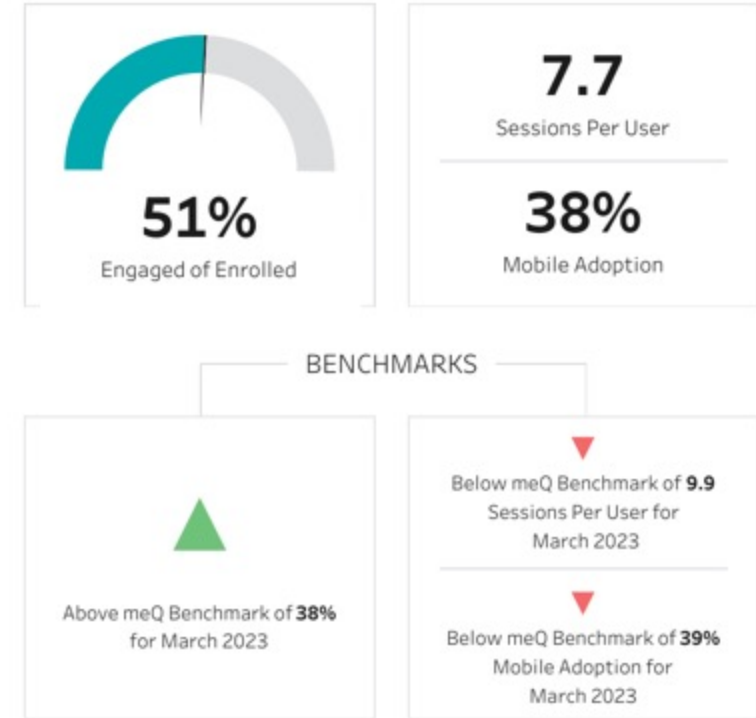 51%
Engaged of Enrolled
7.7
Sessions Per User
38%
Mobile Adoption
BENCHMARKS
Above meQ Benchmark of 38%
for March 2023
Below meQ Benchmark of 9.9
Sessions Per User for
March 2023
Below meQ Benchmark of 39%
Mobile Adoption for
March 2023